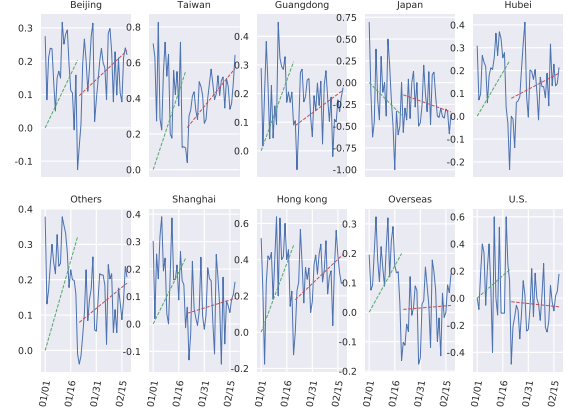 Beijing Taiwan Guangdong Japan Hubei
0.3 0.2 0.1 0.0 -0.1
0.8 0.6 0.4 0.2 0.0
0.4 0.3 0.2 0.1 0.0
0.75 0.50 0.25 0.00 -0.25 -0.50 -0.75 -1.00
0.4 0.2 0.0 -0.2
Others Shanghai Hong kong Overseas U.S.
0.4 0.3 0.2 0.1 0.0
0.4 0.3 0.2 0.1 0.0 -0.1
0.6 0.4 0.2 0.0 -0.2
0.3 0.2 0.1 0.0 -0.1 -0.2
0.6 0.4 0.2 0.0 -0.2 -0.4
01/01 01/16 01/31 02/15 01/01 01/16 01/31 02/15 01/01 01/16 01/31 02/15 01/01 01/16 01/31 02/15 01/01 01/16 01/31 02/15